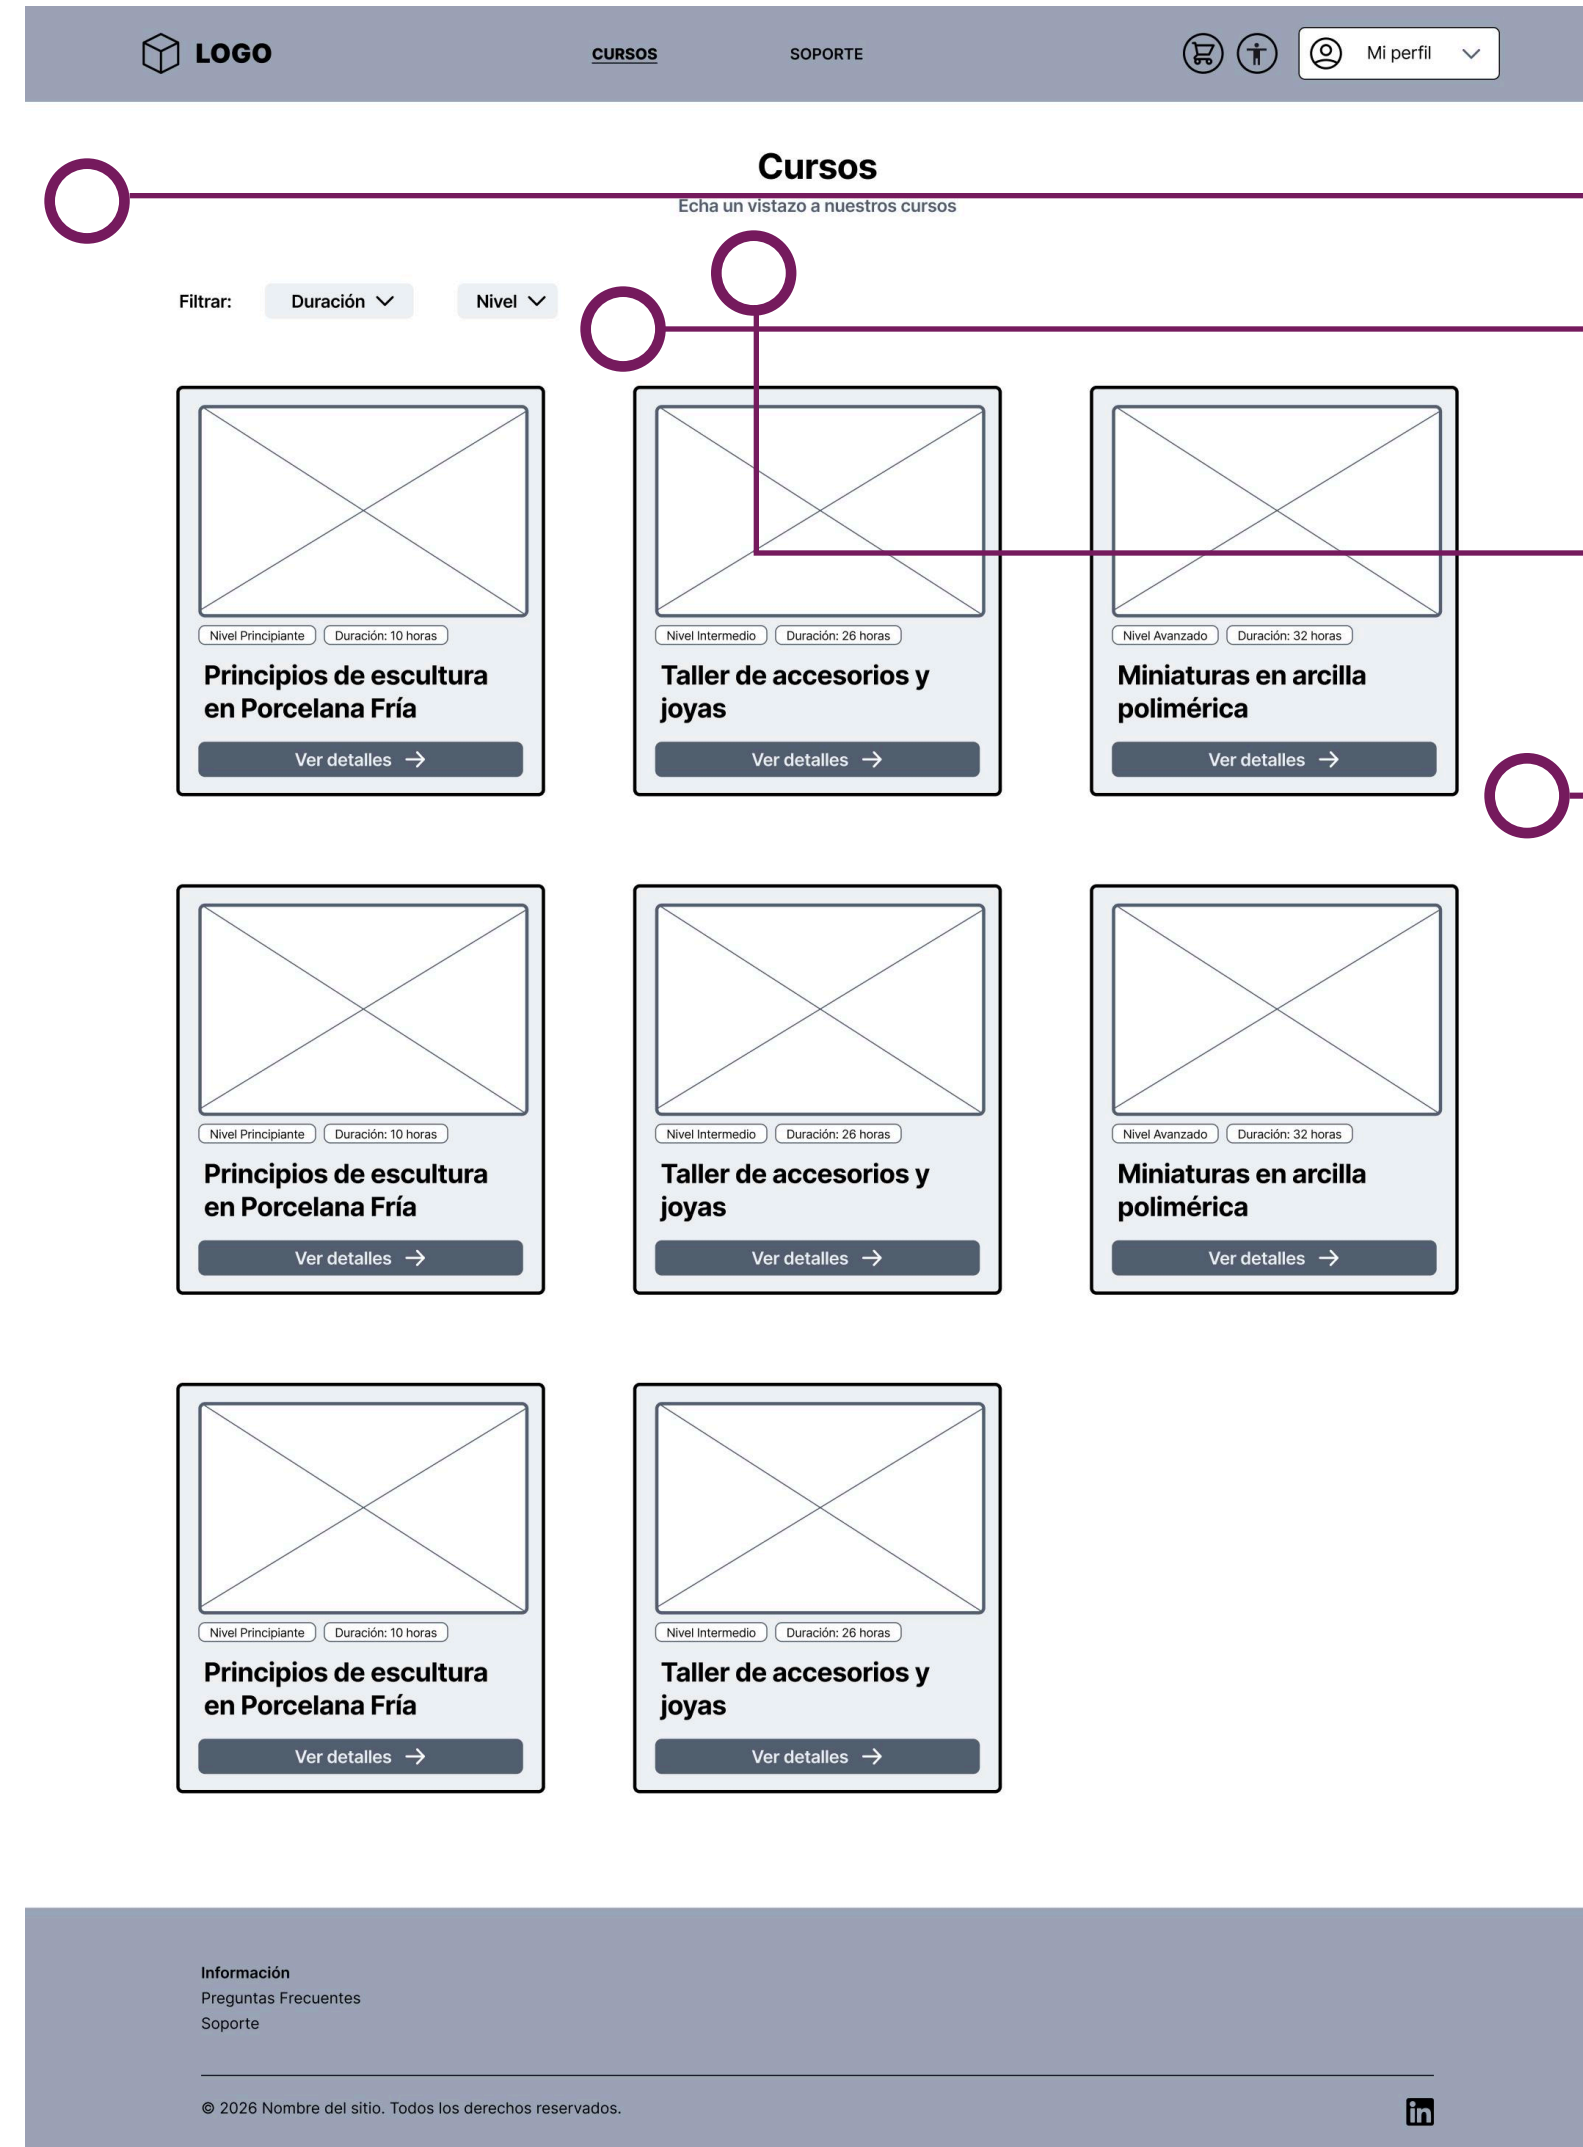 LOGO
CURSOS
SOPORTE
Mi perfil
Cursos
Echa un vistazo a nuestros cursos
Filtrar:
Duración
Nivel
Nivel Principiante
Duración: 10 horas
Principios de escultura
en Porcelana Fría
Ver detalles
Nivel Intermedio
Duración: 26 horas
Taller de accesorios y
joyas
Ver detalles
Nivel Avanzado
Duración: 32 horas
Miniaturas en arcilla
polimérica
Ver detalles
Nivel Principiante
Duración: 10 horas
Principios de escultura
en Porcelana Fría
Ver detalles
Nivel Intermedio
Duración: 26 horas
Taller de accesorios y
joyas
Ver detalles
Nivel Avanzado
Duración: 32 horas
Miniaturas en arcilla
polimérica
Ver detalles
Nivel Principiante
Duración: 10 horas
Principios de escultura
en Porcelana Fría
Ver detalles
Nivel Intermedio
Duración: 26 horas
Taller de accesorios y
joyas
Ver detalles
Información
Preguntas Frecuentes
Soporte
© 2026 Nombre del sitio. Todos los derechos reservados.
in